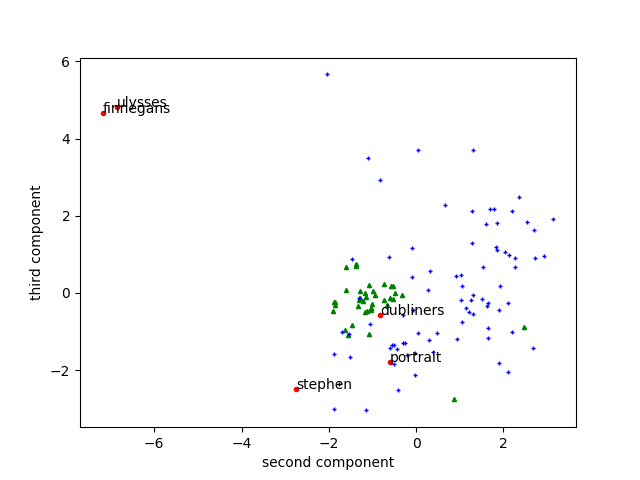 6
4
2
0
−2
−6
−4
−2
0
2
third component
second component
ulysses
finnegans
dubliners
portrait
stephen